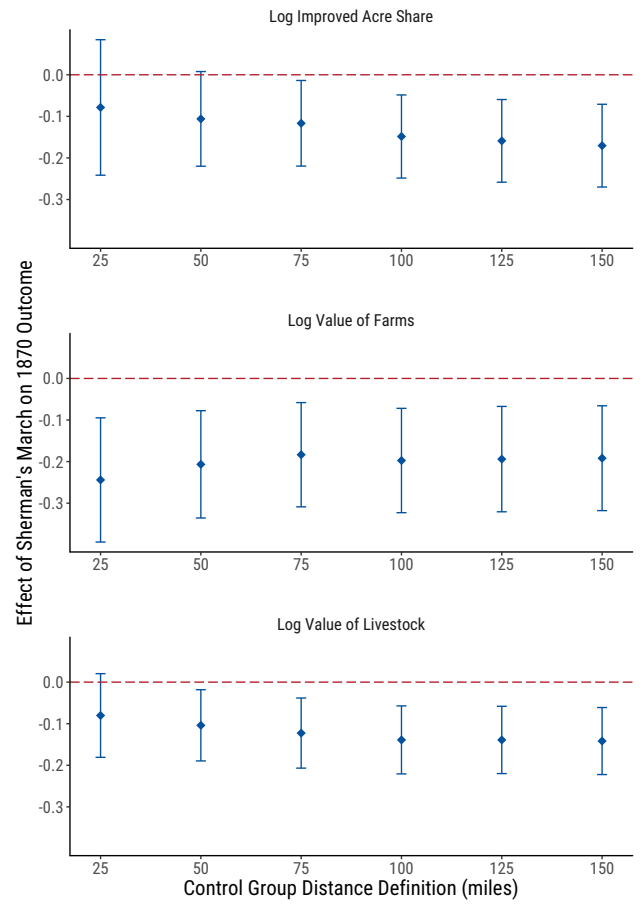 Log Improved Acre Share
0.0
-0.1
-0.2
-0.3
25 50 75 100 125 150
Log Value of Farms
0.0
-0.1
-0.2
-0.3
25 50 75 100 125 150
Log Value of Livestock
0.0
-0.1
-0.2
-0.3
25 50 75 100 125 150
Effect of Sherman's March on 1870 Outcome
Control Group Distance Definition (miles)